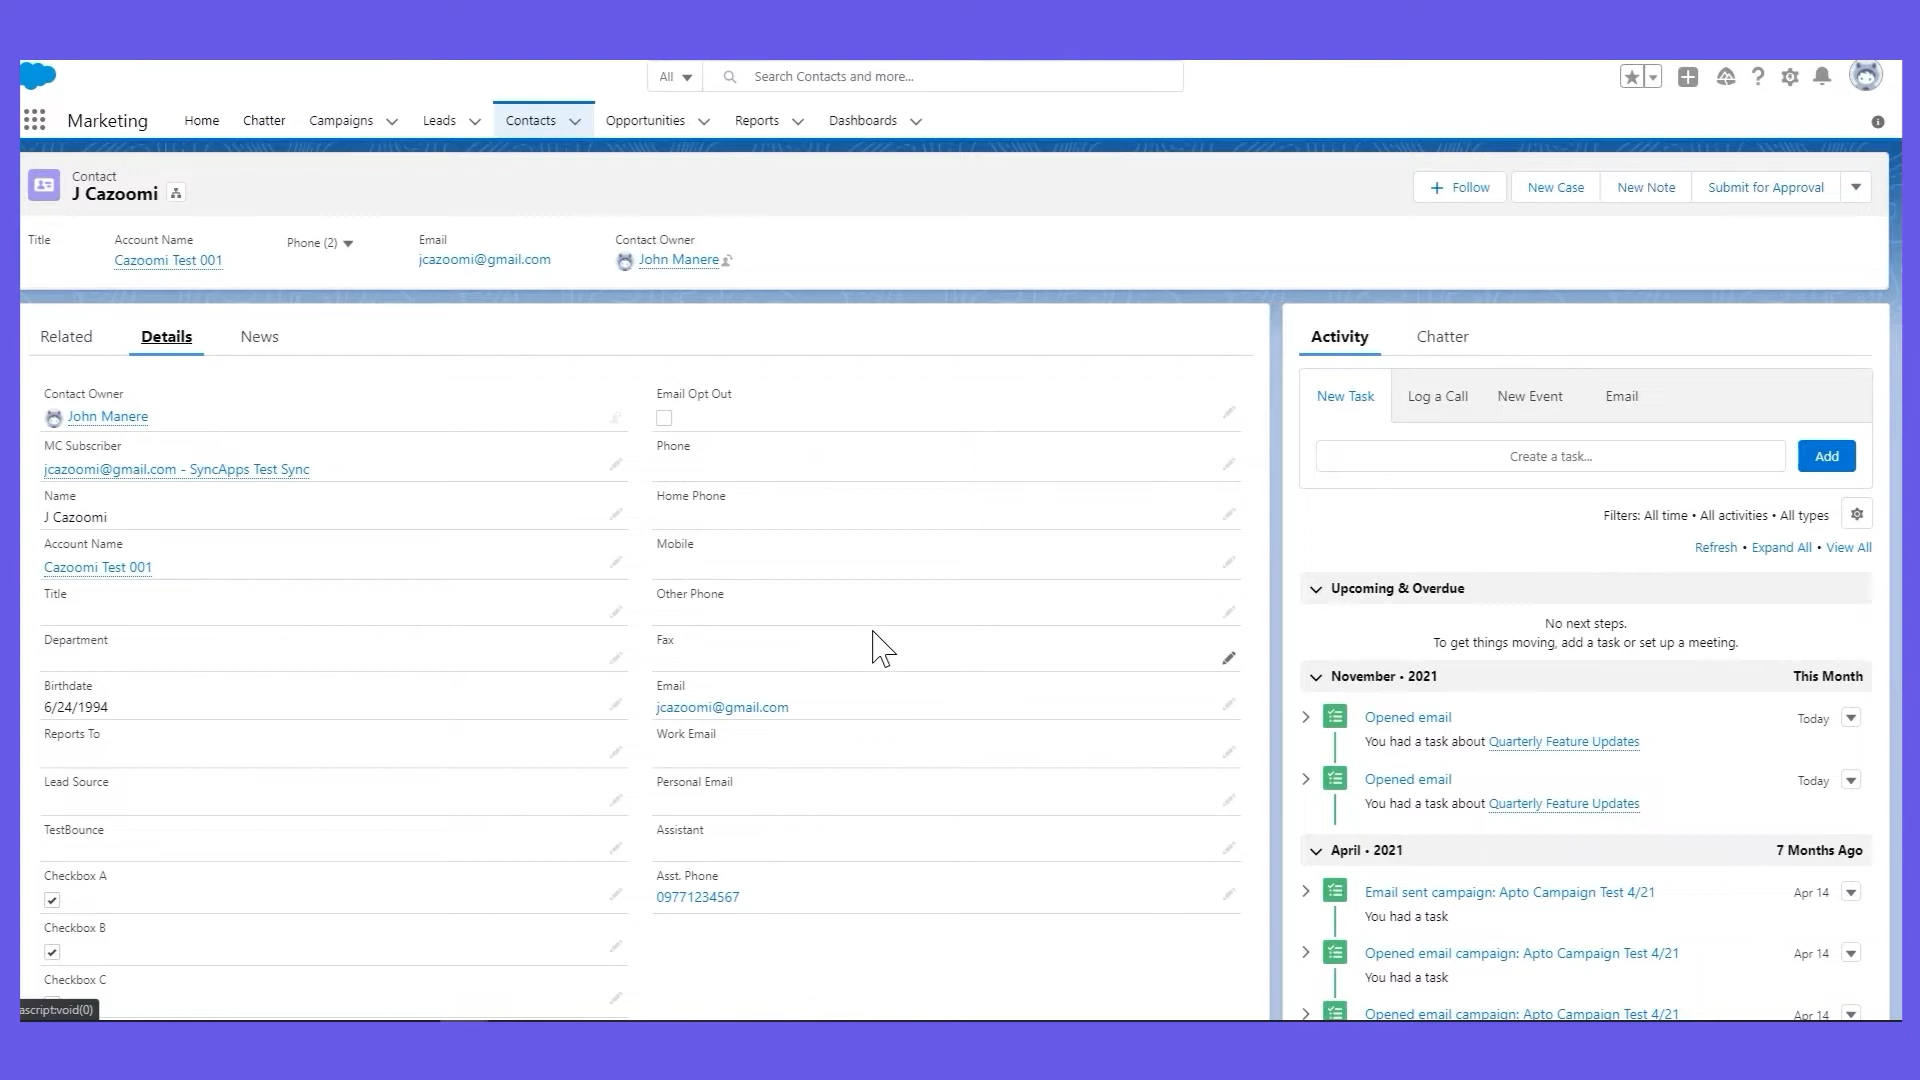 All
Search Contacts and more...
Marketing
Home
Chatter
Campaigns
Leads
Contacts
Opportunities
Reports
Dashboards
Contact
J Cazoomi
Follow
New Case
New Note
Submit for Approval
Title
Account Name
Cazoomi Test 001
Phone (2)
Email
jcazoomi@gmail.com
Contact Owner
John Manere
Related
Details
News
Contact Owner
John Manere
MC Subscriber
jcazoomi@gmail.com - SyncApps Test Sync
Name
J Cazoomi
Account Name
Cazoomi Test 001
Title
Department
Birthdate
6/24/1994
Reports To
Lead Source
TestBounce
Checkbox A
Checkbox B
Checkbox C
ascript:void(0)
Email Opt Out
Phone
Home Phone
Mobile
Other Phone
Fax
Email
jcazoomi@gmail.com
Work Email
Personal Email
Assistant
Asst. Phone
09771234567
Activity
Chatter
New Task
Log a Call
New Event
Email
Create a task...
Add
Filters: All time • All activities • All types
Refresh • Expand All • View All
Upcoming & Overdue
No next steps.
To get things moving, add a task or set up a meeting.
November • 2021
This Month
Opened email
Today
You had a task about Quarterly Feature Updates
Opened email
Today
You had a task about Quarterly Feature Updates
April • 2021
7 Months Ago
Email sent campaign: Apto Campaign Test 4/21
Apr 14
You had a task
Opened email campaign: Apto Campaign Test 4/21
Apr 14
You had a task
Opened email campaign: Apto Campaign Test 4/21
Apr 14